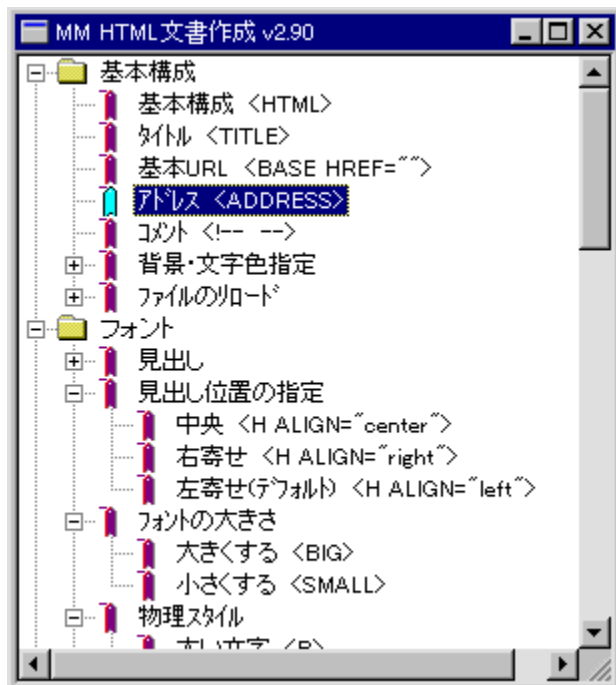 MM HTML文書作成 v2.90
基本構成
基本構成 <HTML>
ﾀｲﾄﾙ <TITLE>
基本URL <BASE HREF="">
ｱﾄﾞﾚｽ <ADDRESS>
ｺﾒﾝﾄ <!-- -->
背景・文字色指定
ﾌｧｲﾙのﾘﾛｰﾄﾞ
フォント
見出し
見出し位置の指定
中央 <H ALIGN="center">
右寄せ <H ALIGN="right">
左寄せ(ﾃﾞﾌｫﾙﾄ) <H ALIGN="left">
ﾌｫﾝﾄの大きさ
大きくする <BIG>
小さくする <SMALL>
物理ｽﾀｲﾙ
太い文字 <B>